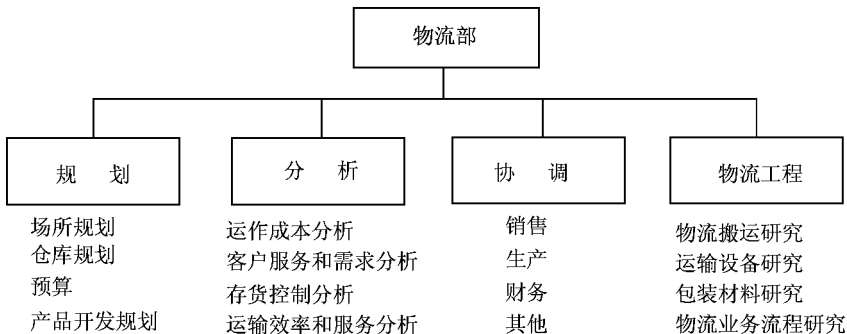 物流部
规 划
分 析
协 调
物流工程
场所规划
仓库规划
预算
产品开发规划
运作成本分析
客户服务和需求分析
存货控制分析
运输效率和服务分析
销售
生产
财务
其他
物流搬运研究
运输设备研究
包装材料研究
物流业务流程研究